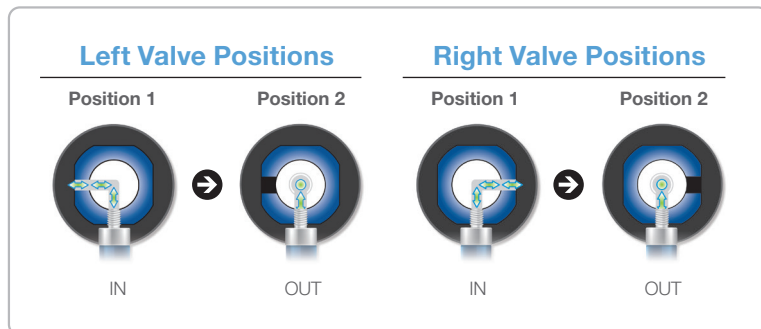 Left Valve Positions
Right Valve Positions
Position 1
Position 2
Position 1
Position 2
IN
OUT
IN
OUT